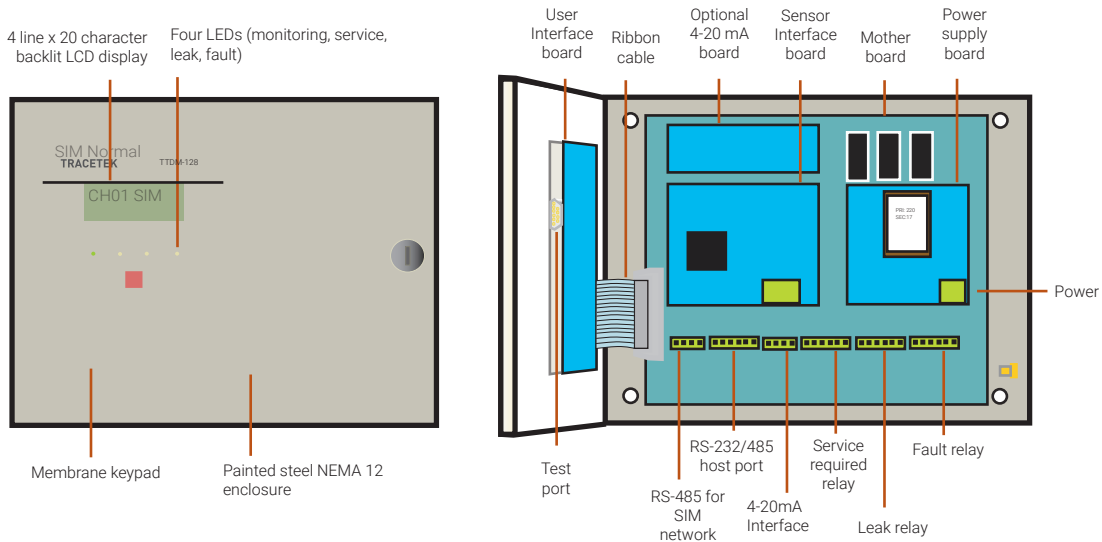 4 line x 20 character
backlit LCD display
Four LEDs (monitoring, service,
leak, fault)
SIM Normal
TRACETEK
TTDM-128
CH01 SIM
Membrane keypad
Painted steel NEMA 12
enclosure
User
Interface
board
Ribbon
cable
Optional
4-20 mA
board
Sensor
Interface
board
Mother
board
Power
supply
board
PRI 220
SEC17
Power
Test
port
RS-485 for
SIM
network
RS-232/485
host port
4-20mA
Interface
Service
required
relay
Leak relay
Fault relay